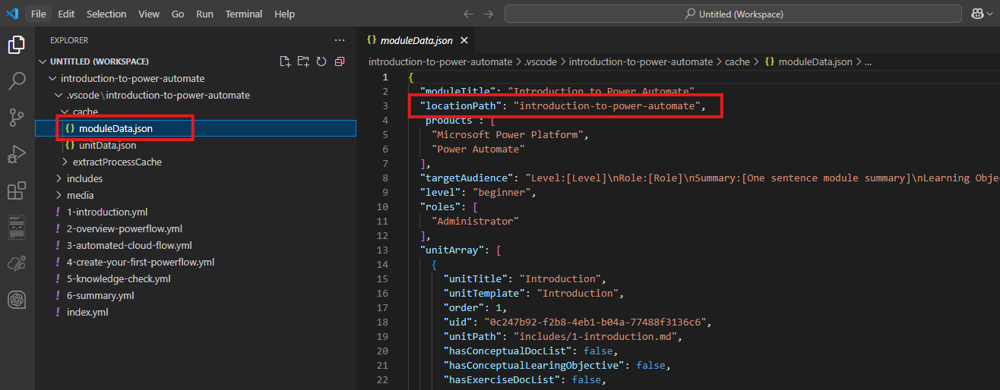 File Edit Selection View Go Run Terminal Help Untitled (Workspace)
EXPLORER ...
UNTITLED (WORKSPACE)
introduction-to-power-automate
.vscode\introduction-to-power-automate
cache
{} moduleData.json
{} unitData.json
extractProcessCache
includes
media
! 1-introduction.yml
! 2-overview-powerflow.yml
! 3-automated-cloud-flow.yml
! 4-create-your-first-powerflow.yml
! 5-knowledge-check.yml
! 6-summary.yml
! index.yml
{} moduleData.json
introduction-to-power-automate > .vscode > introduction-to-power-automate > cache > {} moduleData.json > ...
1 {
2 "moduleTitle": "Introduction to Power Automate"
3 "locationPath": "introduction-to-power-automate",
4 "products": [
5 "Microsoft Power Platform",
6 "Power Automate"
7 ],
8 "targetAudience": "Level:[Level]\nRole:[Role]\nSummary:[One sentence module summary]\nLearning Obje
9 "level": "beginner",
10 "roles": [
11 "Administrator"
12 ],
13 "unitArray": [
14 {
15 "unitTitle": "Introduction",
16 "unitTemplate": "Introduction",
17 "order": 1,
18 "uid": "0c247b92-f2b8-4eb1-b04a-77488f3136c6",
19 "unitPath": "includes/1-introduction.md",
20 "hasConceptualDocList": false,
21 "hasConceptualLearingObjective": false,
22 "hasExerciseDocList": false,